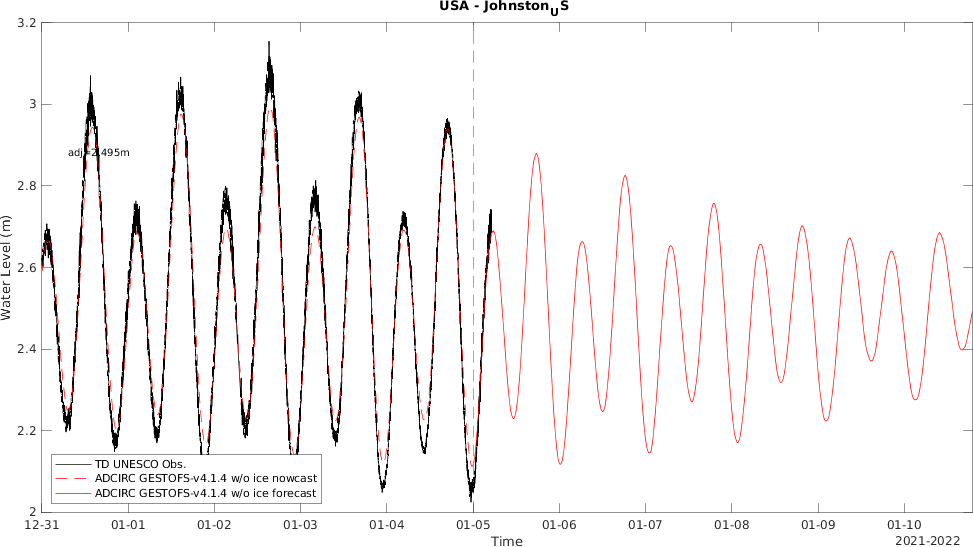 USA - Johnston_US
3.2
3
2.8
2.6
2.4
2.2
2
Water Level (m)
adj=2.495m
TD UNESCO Obs.
ADCIRC GESTOFS-v4.1.4 w/o ice nowcast
ADCIRC GESTOFS-v4.1.4 w/o ice forecast
12-31 01-01 01-02 01-03 01-04 01-05 01-06 01-07 01-08 01-09 01-10
Time
2021-2022